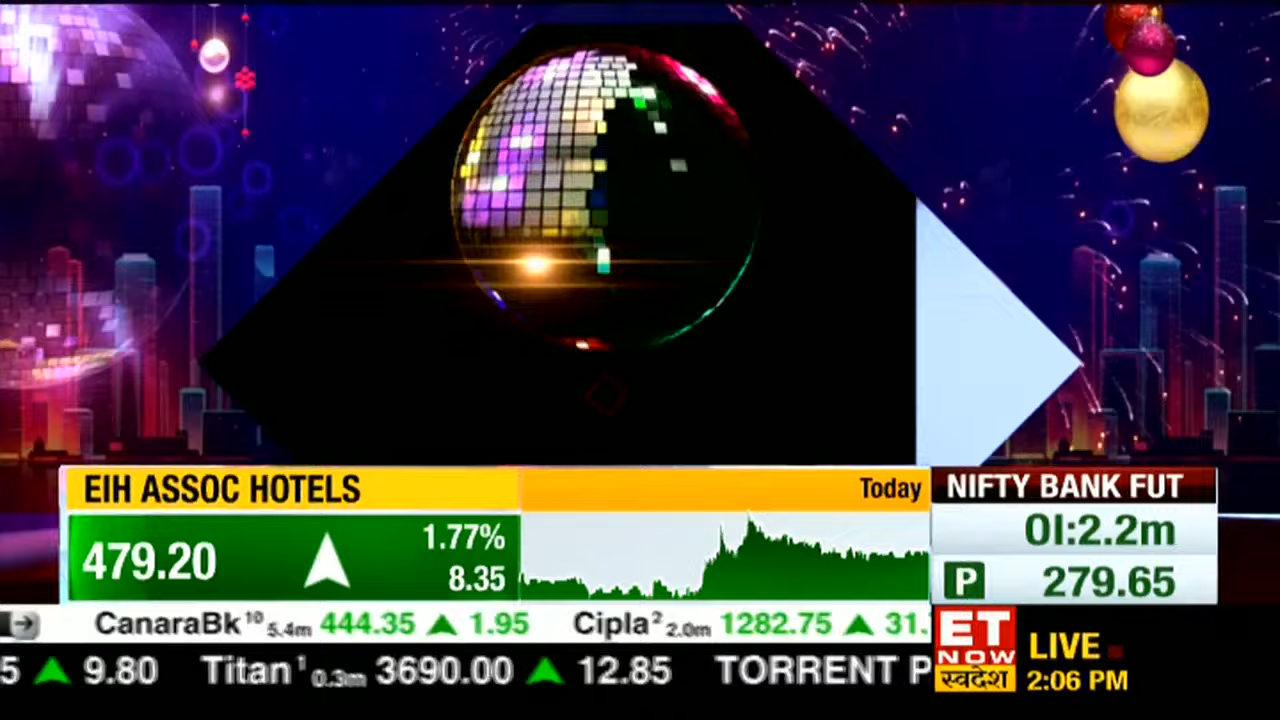 EIH ASSOC HOTELS
Today
NIFTY BANK FUT
479.20
1.77%
8.35
OI:2.2m
P 279.65
CanaraBk 10 5.4m 444.35 ▲ 1.95 Cipla 2 2.0m 1282.75 ▲ 31.
5 ▲ 9.80 Titan 1 0.3m 3690.00 ▲ 12.85 TORRENT P
ET
NOW
स्वदेश
LIVE
2:06 PM